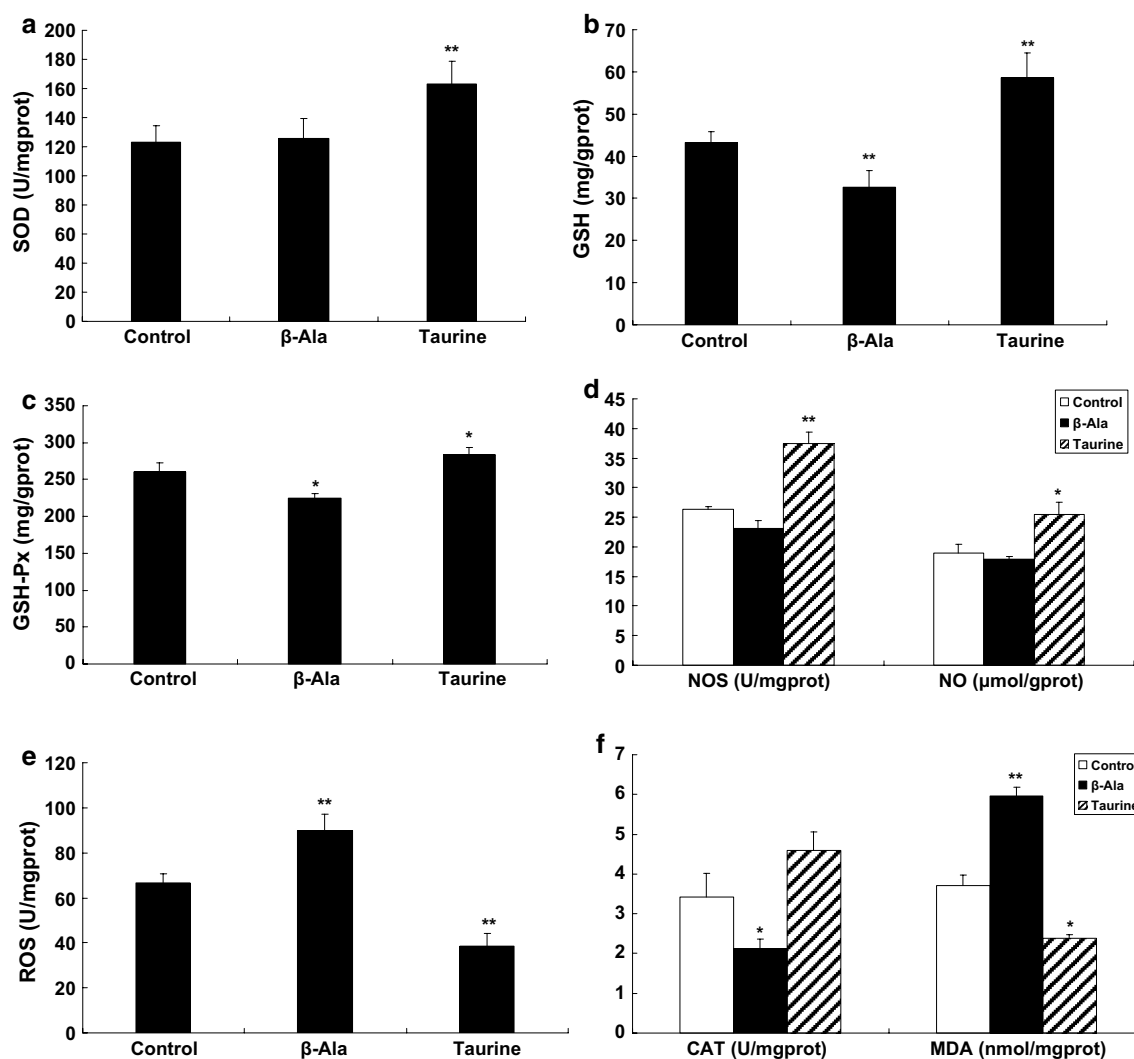 a
SOD (U/mgprot)
200
180
160
140
120
100
80
60
40
20
0
**
Control β-Ala Taurine
b
GSH (mg/gprot)
70
60
50
40
30
20
10
0
**
**
Control β-Ala Taurine
c
GSH-Px (mg/gprot)
350
300
250
200
150
100
50
0
*
*
Control β-Ala Taurine
d
45
40
35
30
25
20
15
10
5
0
Control
β-Ala
Taurine
**
*
NOS (U/mgprot) NO (µmol/gprot)
e
ROS (U/mgprot)
120
100
80
60
40
20
0
**
**
Control β-Ala Taurine
f
7
6
5
4
3
2
1
0
Control
β-Ala
Taurine
*
**
*
CAT (U/mgprot) MDA (nmol/mgprot)